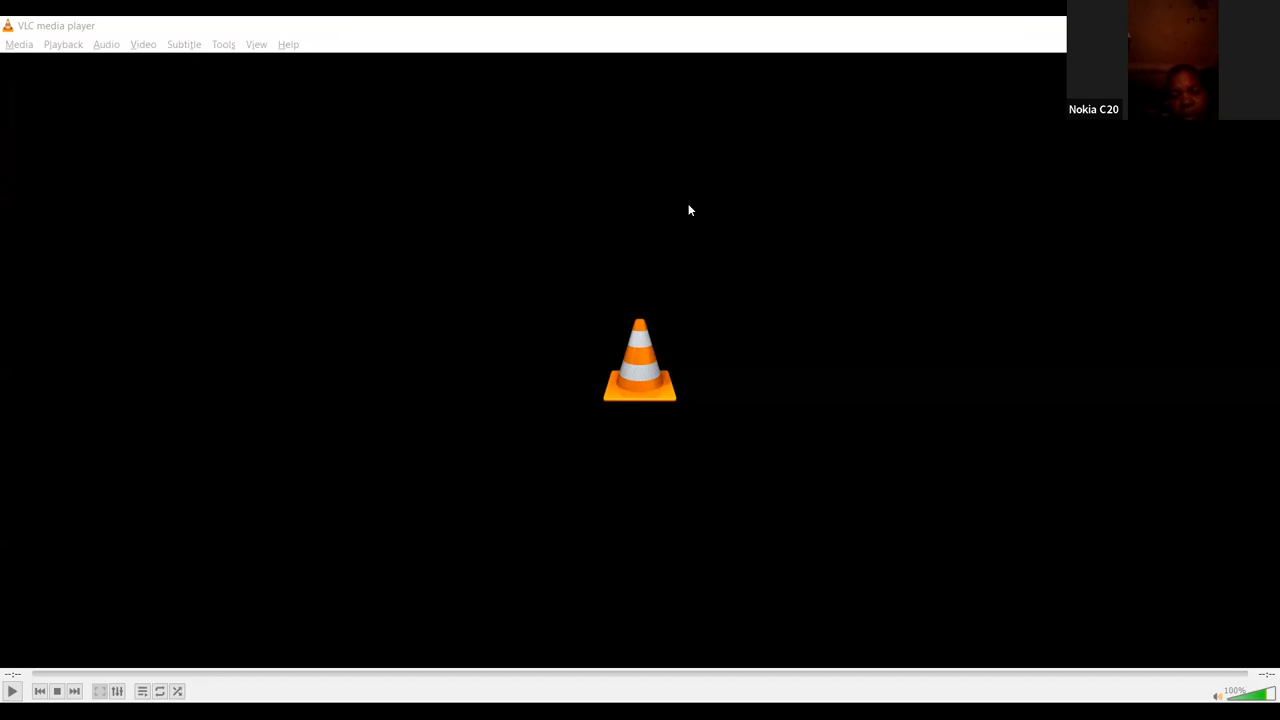 VLC media player
Media Playback Audio Video Subtitle Tools View Help
Nokia C20
--:-- --:--
100%